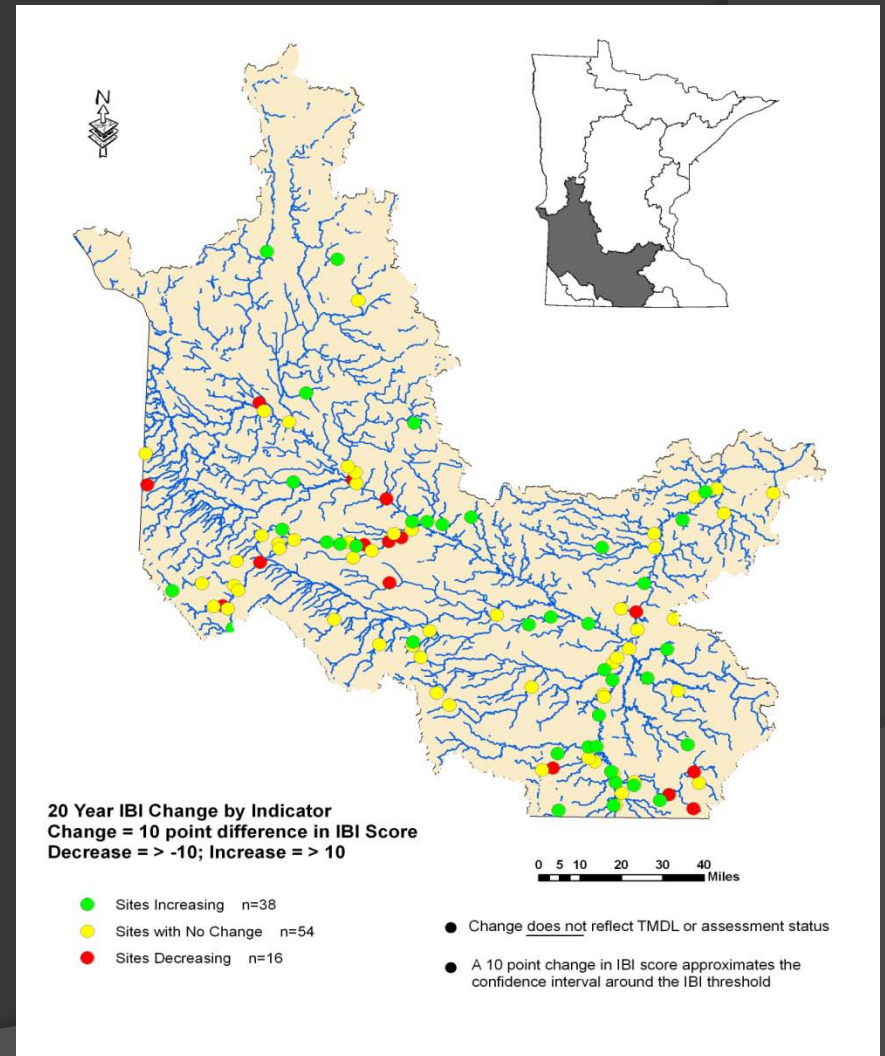 N
20 Year IBI Change by Indicator
Change = 10 point difference in IBI Score
Decrease = > -10; Increase = > 10
Sites Increasing n=38
Sites with No Change n=54
Sites Decreasing n=16
0 5 10 20 30 40
Miles
Change does not reflect TMDL or assessment status
A 10 point change in IBI score approximates the
confidence interval around the IBI threshold